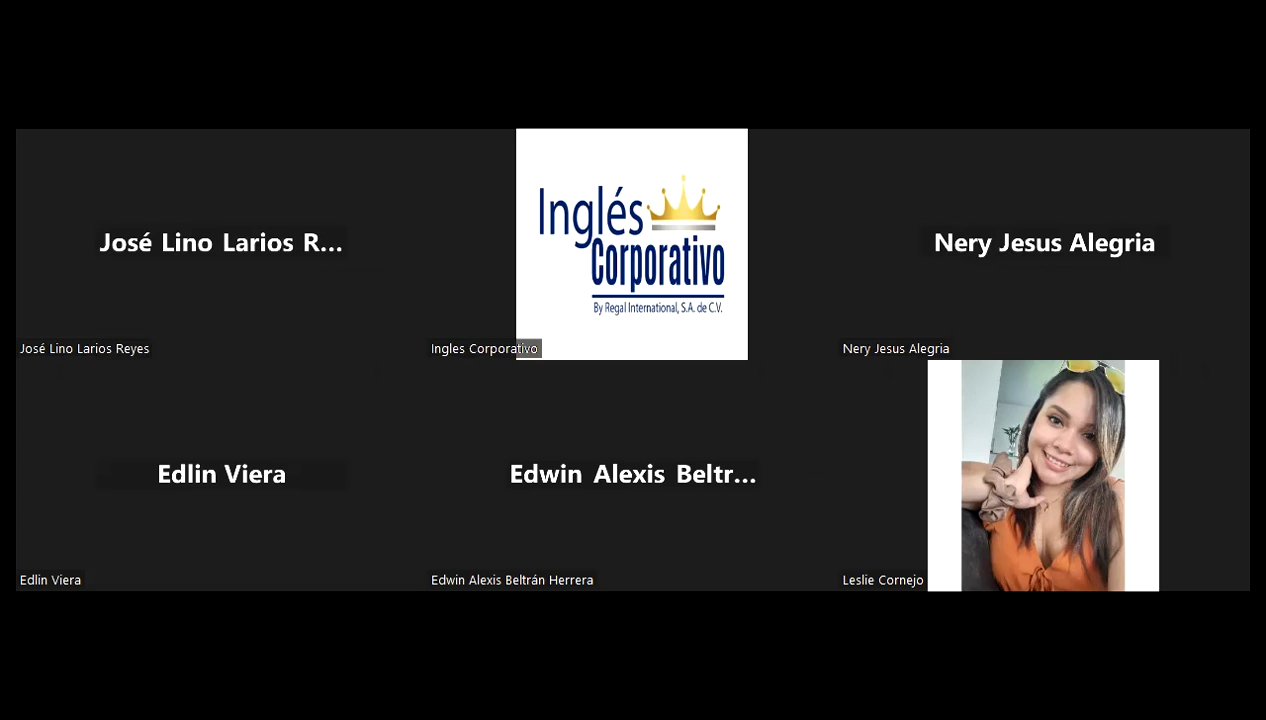 José Lino Larios R...
Inglés
Corporativo
By Regal International, S.A. de C.V.
Nery Jesus Alegria
José Lino Larios Reyes
Ingles Corporativo
Nery Jesus Alegria
Edlin Viera
Edwin Alexis Beltr...
Edlin Viera
Edwin Alexis Beltrán Herrera
Leslie Cornejo